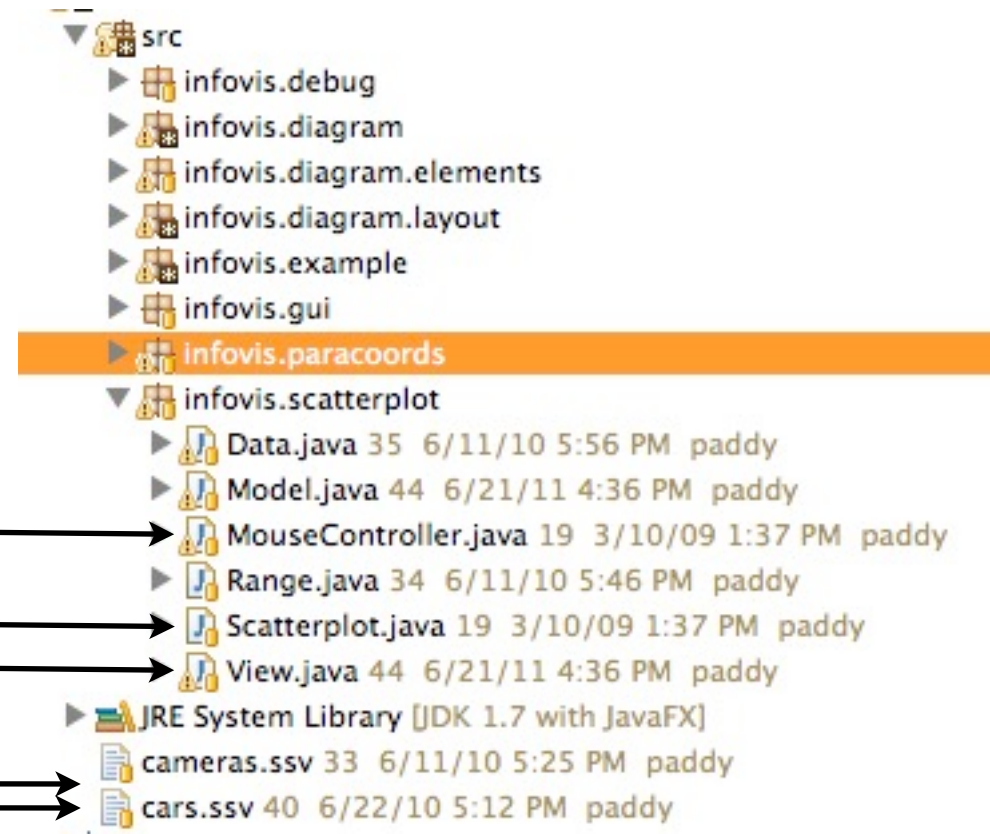 src
infovis.debug
infovis.diagram
infovis.diagram.elements
infovis.diagram.layout
infovis.example
infovis.gui
infovis.paracoords
infovis.scatterplot
Data.java 35 6/11/10 5:56 PM paddy
Model.java 44 6/21/11 4:36 PM paddy
MouseController.java 19 3/10/09 1:37 PM paddy
Range.java 34 6/11/10 5:46 PM paddy
Scatterplot.java 19 3/10/09 1:37 PM paddy
View.java 44 6/21/11 4:36 PM paddy
JRE System Library [JDK 1.7 with JavaFX]
cameras.ssv 33 6/11/10 5:25 PM paddy
cars.ssv 40 6/22/10 5:12 PM paddy